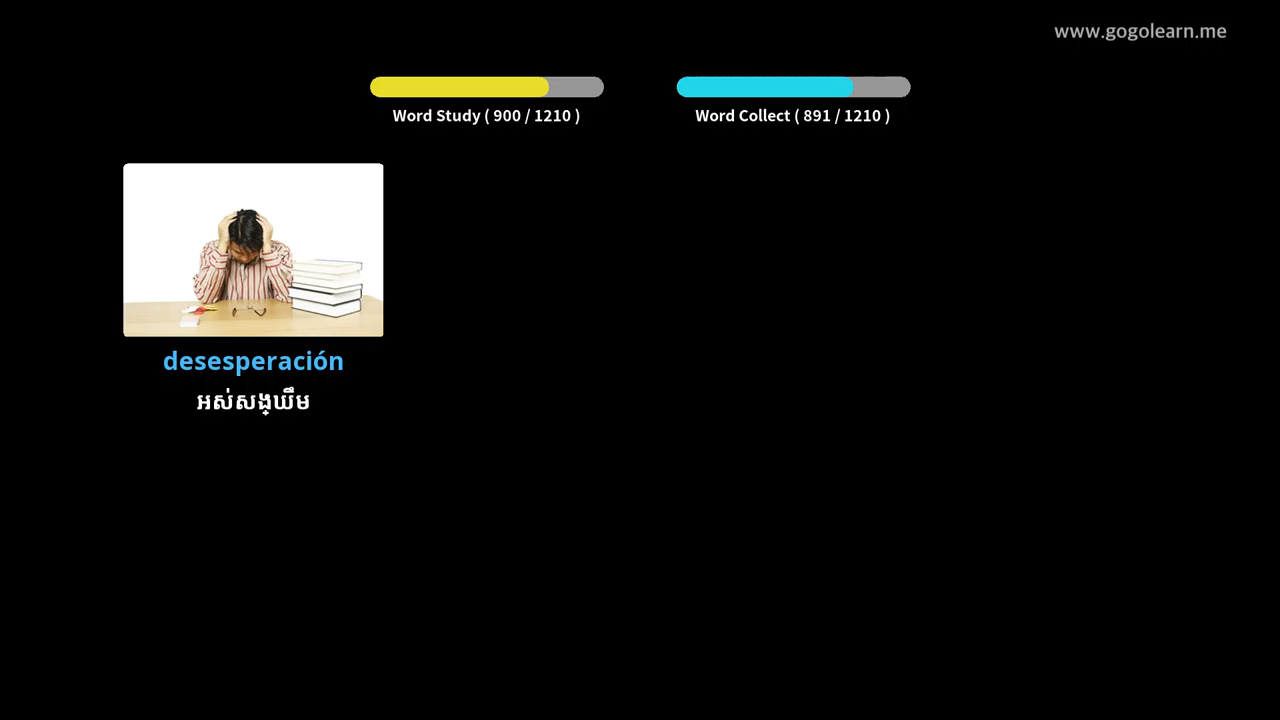 www.gogolearn.me
Word Study ( 900 / 1210 )
Word Collect ( 891 / 1210 )
desesperación
អស់សង្ឃឹម